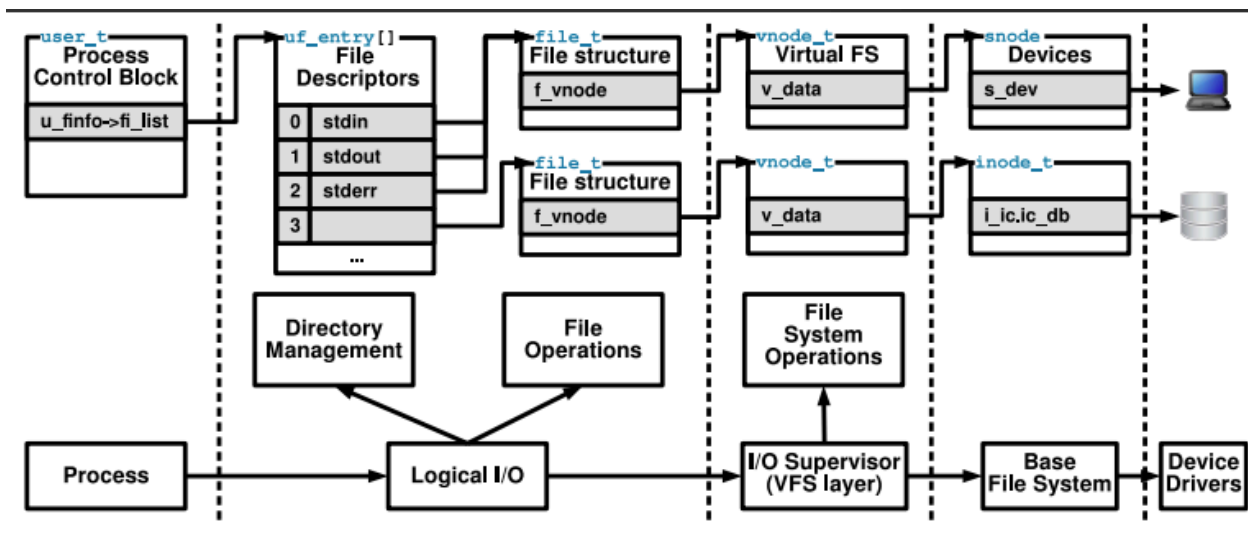 user_t
Process
Control Block
u_finfo->fi_list
uf_entry[]
File
Descriptors
0 stdin
1 stdout
2 stderr
3
...
file_t
File structure
f_vnode
file_t
File structure
f_vnode
vnode_t
Virtual FS
v_data
vnode_t
v_data
snode
Devices
s_dev
inode_t
i_ic.ic_db
Directory
Management
File
Operations
File
System
Operations
Process
Logical I/O
I/O Supervisor
(VFS layer)
Base
File System
Device
Drivers